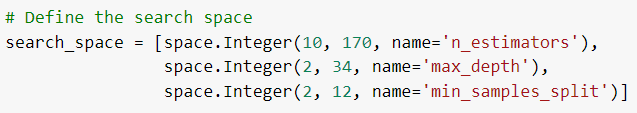 # Define the search space
search_space = [space.Integer(10, 170, name='n_estimators'),
space.Integer(2, 34, name='max_depth'),
space.Integer(2, 12, name='min_samples_split')]